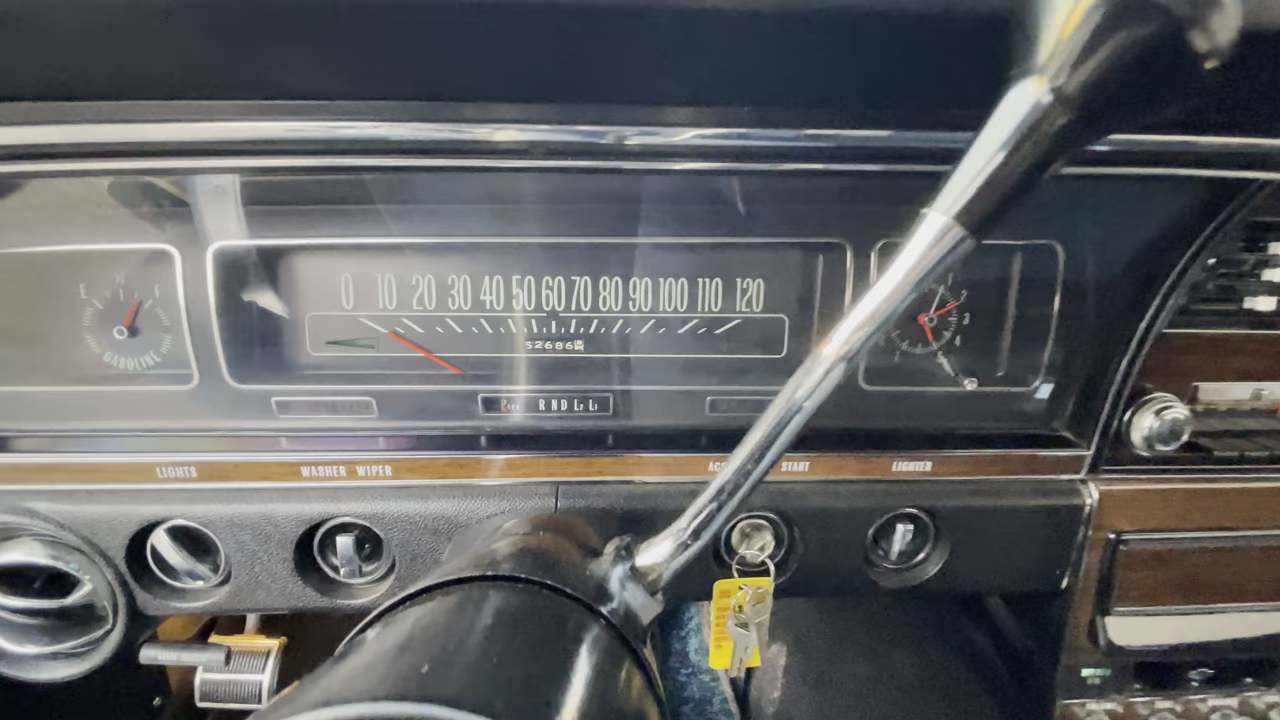 E F
GASOLINE
0 10 20 30 40 50 60 70 80 90 100 110 120
52686
R N D L2 L1
LIGHTS
WASHER WIPER
START
LIGHTER